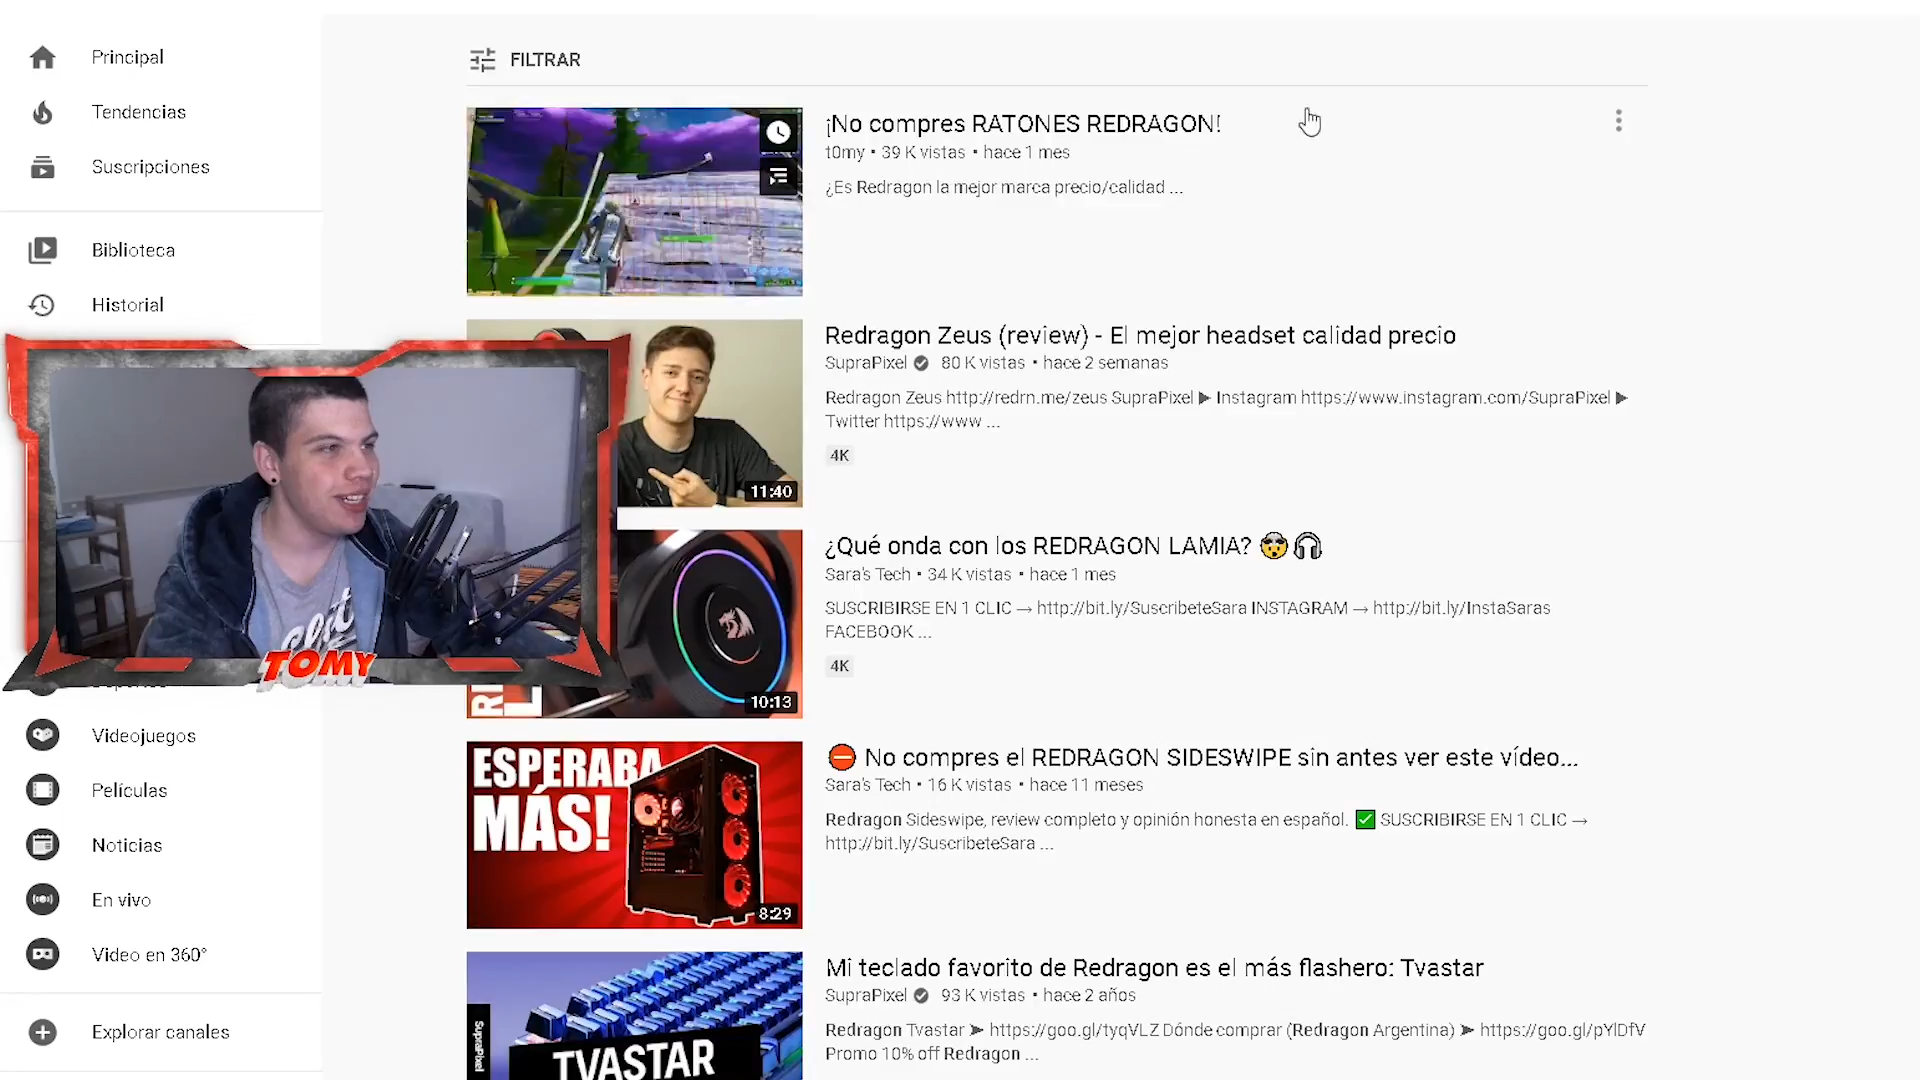 Principal
Tendencias
Suscripciones
Biblioteca
Historial
TOMY
Videojuegos
Películas
Noticias
En vivo
Video en 360°
Explorar canales
FILTRAR
¡No compres RATONES REDRAGON!
t0my • 39 K vistas • hace 1 mes
¿Es Redragon la mejor marca precio/calidad ...
11:40
Redragon Zeus (review) - El mejor headset calidad precio
SupraPixel 80 K vistas • hace 2 semanas
Redragon Zeus http://redrn.me/zeus SupraPixel ► Instagram https://www.instagram.com/SupraPixel ►
Twitter https://www ...
4K
10:13
¿Qué onda con los REDRAGON LAMIA? 🤯🎧
Sara's Tech • 34 K vistas • hace 1 mes
SUSCRIBIRSE EN 1 CLIC → http://bit.ly/SuscribeteSara INSTAGRAM → http://bit.ly/InstaSaras
FACEBOOK ...
4K
ESPERABA
MÁS!
8:29
⛔ No compres el REDRAGON SIDESWIPE sin antes ver este vídeo...
Sara's Tech • 16 K vistas • hace 11 meses
Redragon Sideswipe, review completo y opinión honesta en español. ✅ SUSCRIBIRSE EN 1 CLIC →
http://bit.ly/SuscribeteSara ...
SupraPixel
TVASTAR
Mi teclado favorito de Redragon es el más flashero: Tvastar
SupraPixel 93 K vistas • hace 2 años
Redragon Tvastar ➤ https://goo.gl/tyqVLZ Dónde comprar (Redragon Argentina) ➤ https://goo.gl/pYlDfV
Promo 10% off Redragon ...